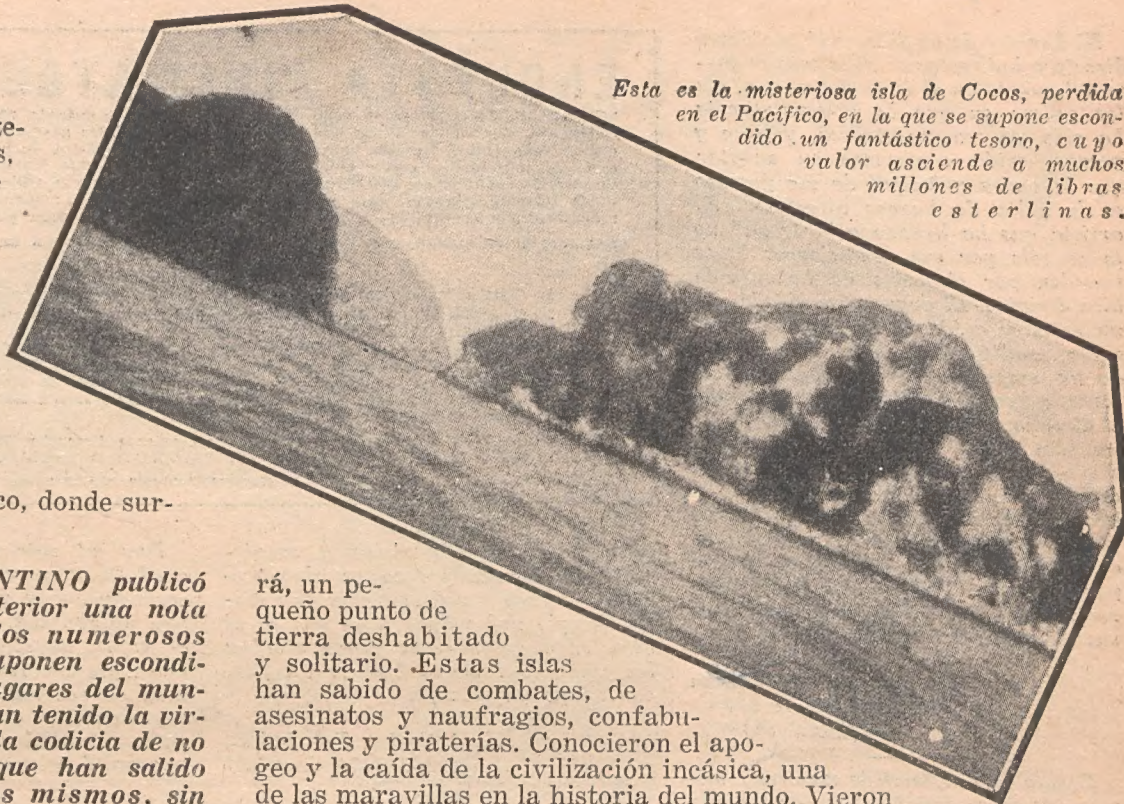 Esta es la misteriosa isla de Cocos, perdida
en el Pacífico, en la que se supone escon-
dido un fantástico tesoro, cuyo
valor asciende a muchos
millones de libras
esterlinas.
s,
co, donde sur-
NTINO publicó
terior una nota
los numerosos
uponen escondi-
gares del mun-
an tenido la vir-
la codicia de no
que han salido
s mismos, sin
rá, un pe-
queño punto de
tierra deshabitado
y solitario. Estas islas
han sabido de combates, de
asesinatos y naufragios, confabu-
laciones y piraterías. Conocieron el apo-
geo y la caída de la civilización incásica, una
de las maravillas en la historia del mundo. Vieron